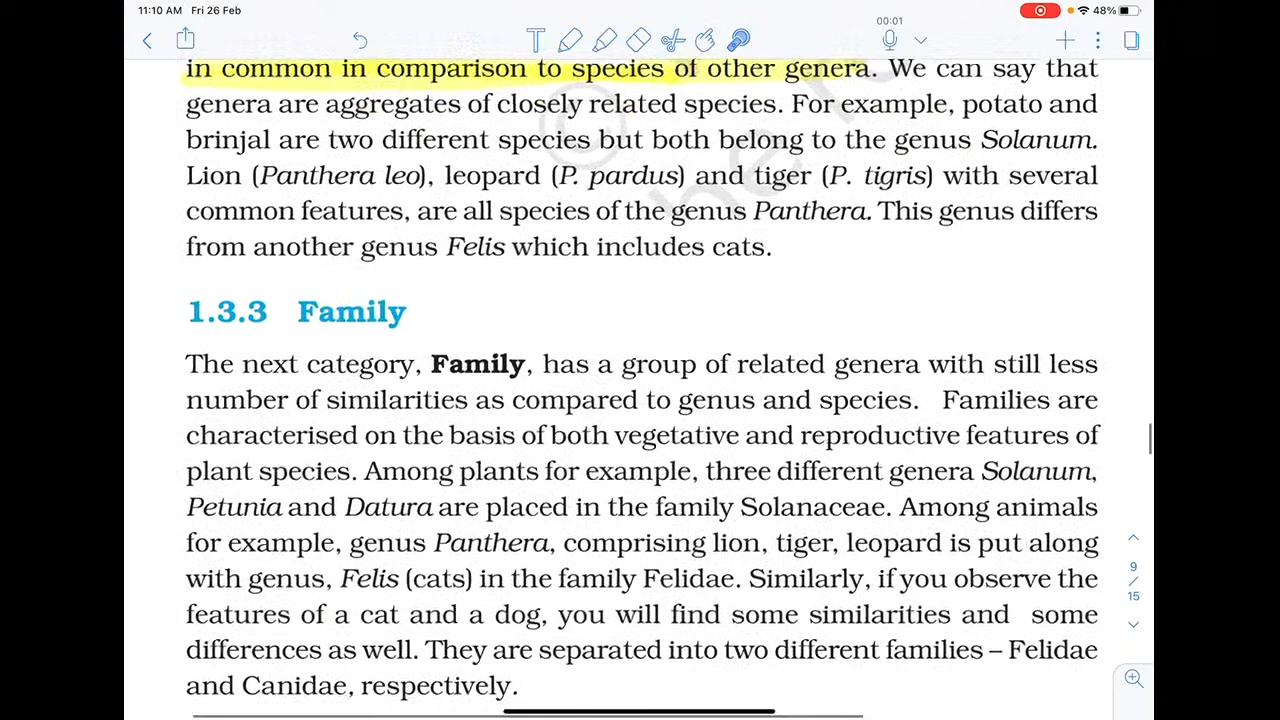 11:10 AM Fri 26 Feb
48%
00:01
in common in comparison to species of other genera. We can say that
genera are aggregates of closely related species. For example, potato and
brinjal are two different species but both belong to the genus Solanum.
Lion (Panthera leo), leopard (P. pardus) and tiger (P. tigris) with several
common features, are all species of the genus Panthera. This genus differs
from another genus Felis which includes cats.
1.3.3 Family
The next category, Family, has a group of related genera with still less
number of similarities as compared to genus and species. Families are
characterised on the basis of both vegetative and reproductive features of
plant species. Among plants for example, three different genera Solanum,
Petunia and Datura are placed in the family Solanaceae. Among animals
for example, genus Panthera, comprising lion, tiger, leopard is put along
with genus, Felis (cats) in the family Felidae. Similarly, if you observe the
features of a cat and a dog, you will find some similarities and some
differences as well. They are separated into two different families – Felidae
and Canidae, respectively.
9
/
15